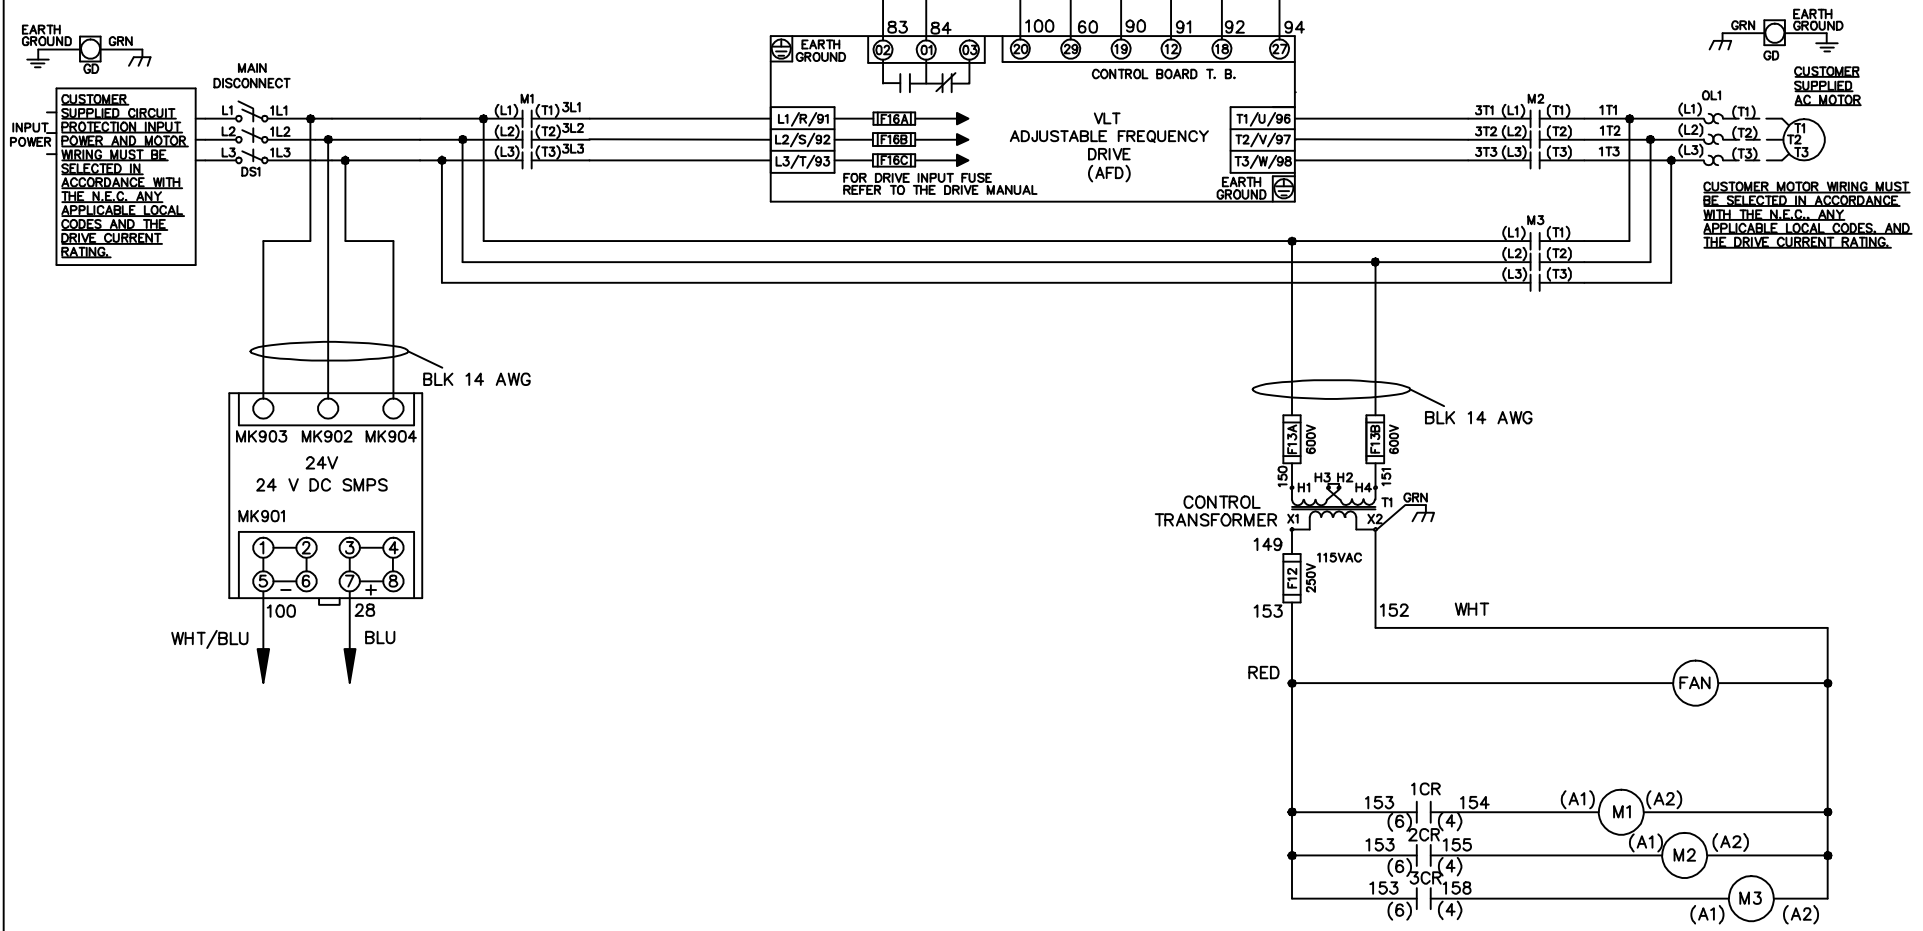 83 84 100 60 90 91 92 94
EARTH
GROUND
GRN
GD
EARTH
GROUND
02 01 03 20 29 19 12 18 27
CONTROL BOARD T. B.
GRN
EARTH
GROUND
GD
CUSTOMER
SUPPLIED
AC MOTOR
INPUT
POWER
CUSTOMER
SUPPLIED CIRCUIT
PROTECTION INPUT
POWER AND MOTOR
WIRING MUST BE
SELECTED IN
ACCORDANCE WITH
THE N.E.C. ANY
APPLICABLE LOCAL
CODES AND THE
DRIVE CURRENT
RATING.
MAIN
DISCONNECT
L1 1L1
L2 1L2
L3 1L3
DS1
M1
(L1) (T1) 3L1
(L2) (T2) 3L2
(L3) (T3) 3L3
L1/R/91
L2/S/92
L3/T/93
F16A
F16B
F16C
FOR DRIVE INPUT FUSE
REFER TO THE DRIVE MANUAL
VLT
ADJUSTABLE FREQUENCY
DRIVE
(AFD)
T1/U/96
T2/V/97
T3/W/98
EARTH
GROUND
M2
3T1 (L1) (T1) 1T1
3T2 (L2) (T2) 1T2
3T3 (L3) (T3) 1T3
OL1
(L1) (T1)
(L2) (T2)
(L3) (T3)
T1
T2
T3
CUSTOMER MOTOR WIRING MUST
BE SELECTED IN ACCORDANCE
WITH THE N.E.C., ANY
APPLICABLE LOCAL CODES, AND
THE DRIVE CURRENT RATING.
M3
(L1) (T1)
(L2) (T2)
(L3) (T3)
BLK 14 AWG
MK903 MK902 MK904
24V
24 V DC SMPS
MK901
1 2 3 4
5 6 7 8
− +
100 28
WHT/BLU BLU
BLK 14 AWG
F13A 600V
F13B 600V
150 151
H1 H3 H2 H4
CONTROL
TRANSFORMER
T1
GRN
X1 X2
149
115VAC
F12 250V
153
152 WHT
RED
FAN
1CR
153 154 (A1) M1 (A2)
(6) (4)
2CR
153 155 (A1) M2 (A2)
(6) (4)
3CR
153 158 M3
(6) (4) (A1) (A2)